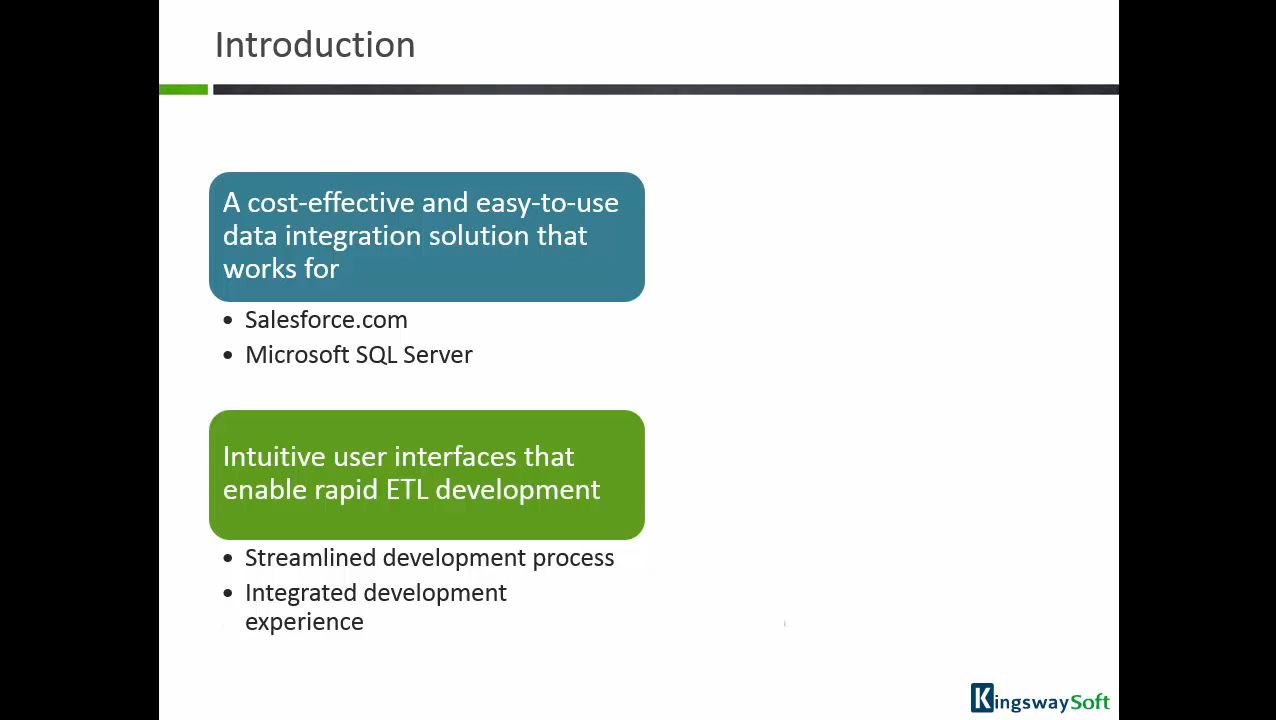 Introduction
A cost-effective and easy-to-use
data integration solution that
works for
• Salesforce.com
• Microsoft SQL Server
Intuitive user interfaces that
enable rapid ETL development
• Streamlined development process
• Integrated development
experience
KingswaySoft